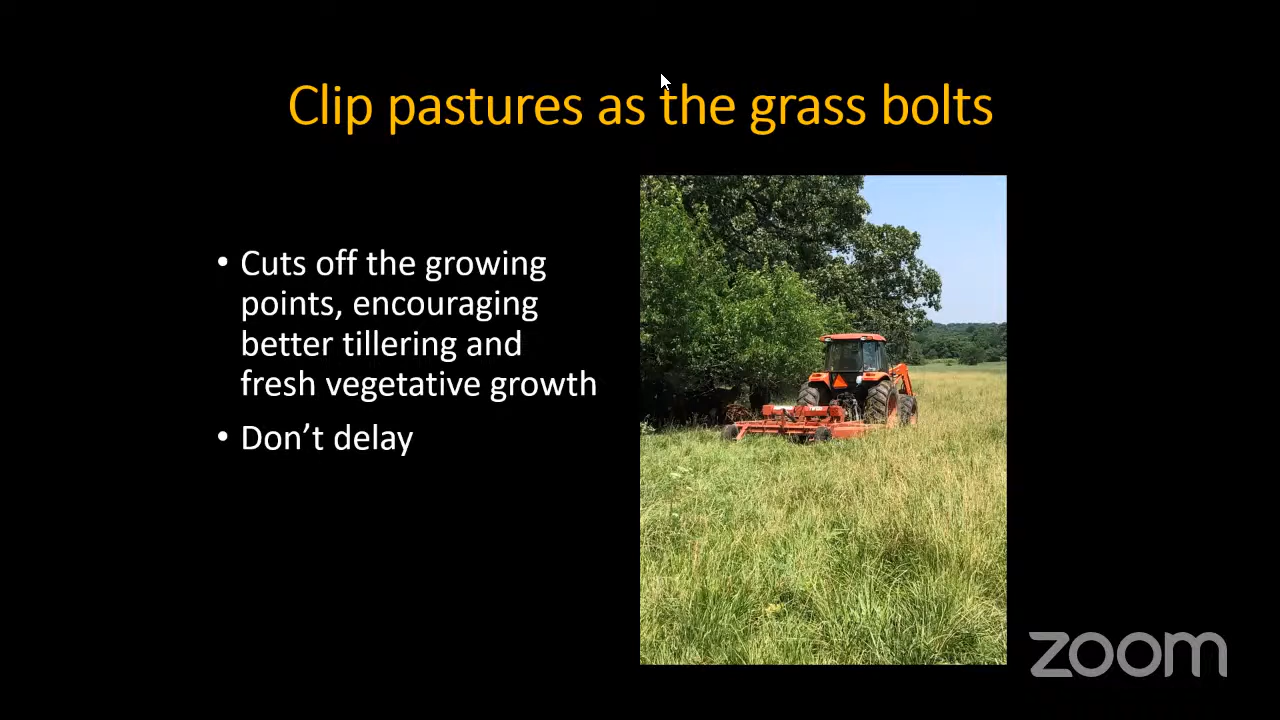 Clip pastures as the grass bolts
• Cuts off the growing
points, encouraging
better tillering and
fresh vegetative growth
• Don’t delay
zoom